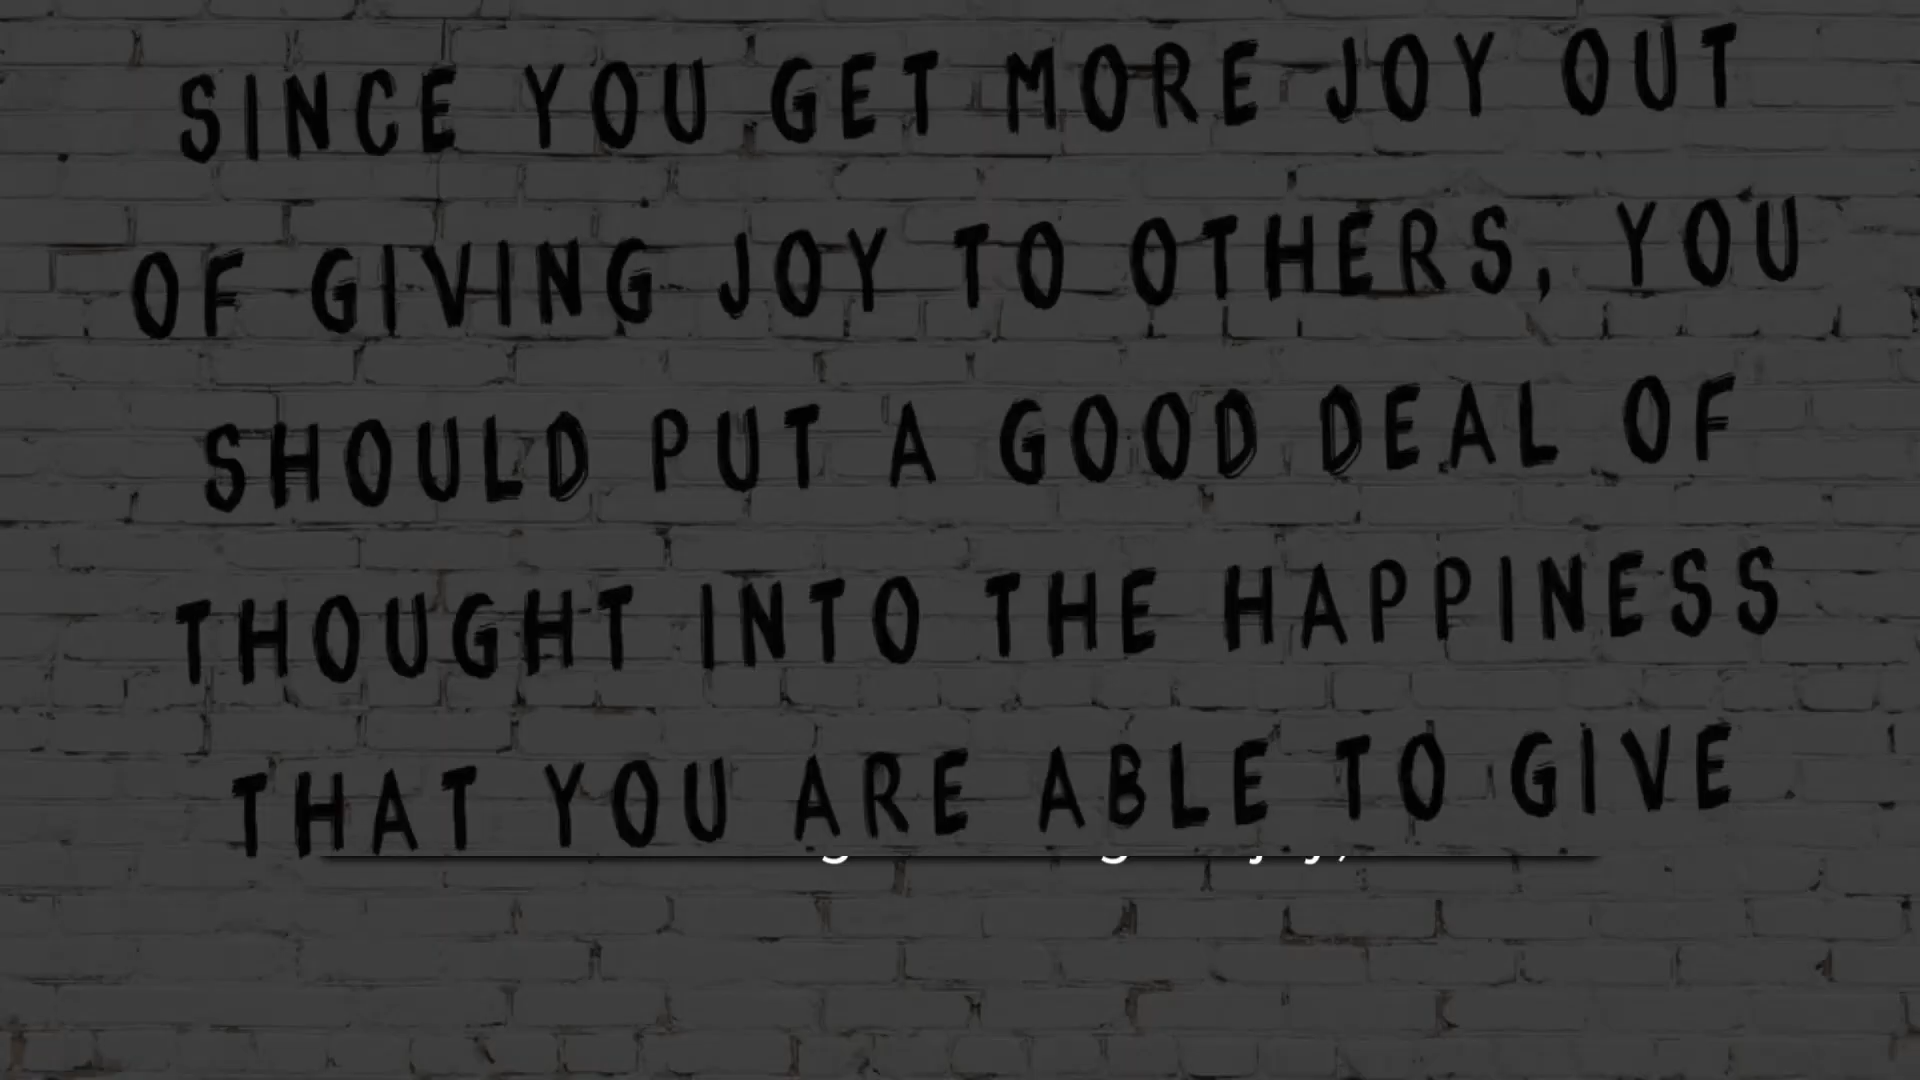 SINCE YOU GET MORE JOY OUT
OF GIVING JOY TO OTHERS, YOU
SHOULD PUT A GOOD DEAL OF
THOUGHT INTO THE HAPPINESS
THAT YOU ARE ABLE TO GIVE